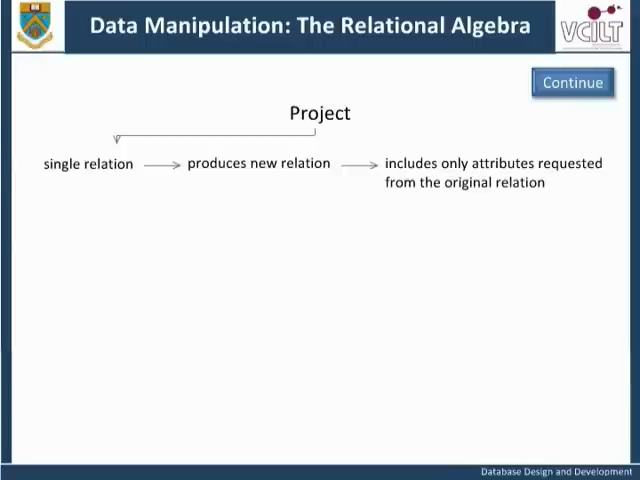 Data Manipulation: The Relational Algebra
VCILT
Continue
Project
single relation
produces new relation
includes only attributes requested
from the original relation
Database Design and Development